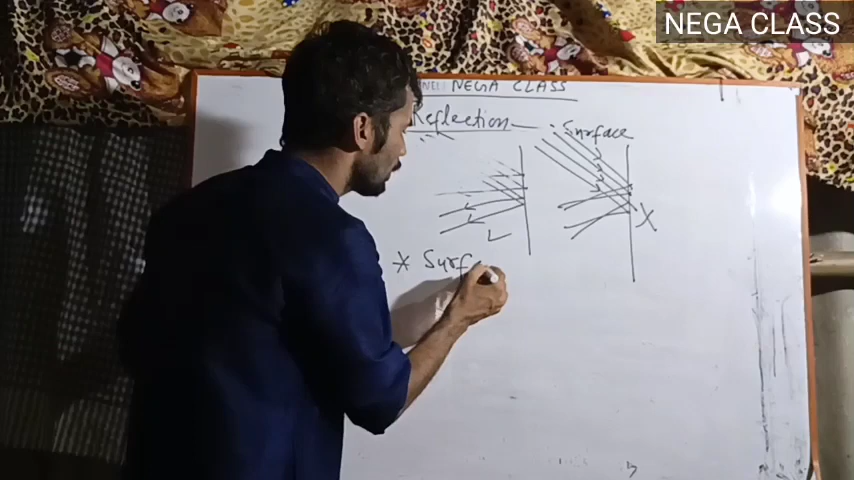 NEGA CLASS
NEGA CLASS
Reflection
Surface
X
* Surf